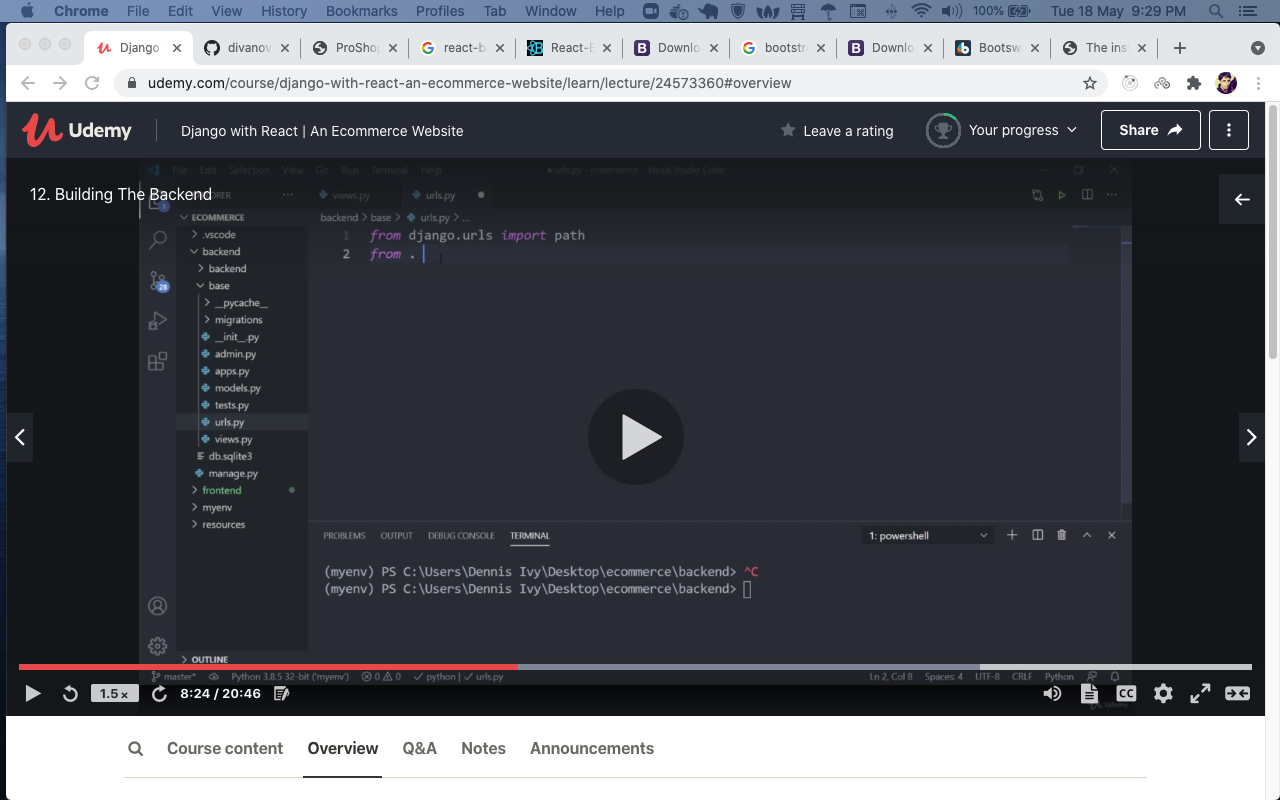 Chrome File Edit View History Bookmarks Profiles Tab Window Help 100% Tue 18 May 9:29 PM
Django divanov ProSho react-b React-E Downlo bootstr Downlo Bootsw The ins
udemy.com/course/django-with-react-an-ecommerce-website/learn/lecture/24573360#overview
Udemy Django with React | An Ecommerce Website Leave a rating Your progress Share
File Edit Selection View Go Run Terminal Help urls.py - ecommerce - Visual Studio Code
12. Building The Backend
views.py urls.py
ECOMMERCE
backend > base > urls.py > ...
.vscode
1 from django.urls import path
backend
2 from .
backend
base
__pycache__
migrations
__init__.py
admin.py
apps.py
models.py
tests.py
urls.py
views.py
db.sqlite3
manage.py
frontend
myenv
resources
28
PROBLEMS OUTPUT DEBUG CONSOLE TERMINAL 1: powershell
(myenv) PS C:\Users\Dennis Ivy\Desktop\ecommerce\backend> ^C
(myenv) PS C:\Users\Dennis Ivy\Desktop\ecommerce\backend>
OUTLINE
master* Python 3.8.5 32-bit ('myenv') 0 0 python urls.py Ln 2, Col 8 Spaces: 4 UTF-8 CRLF Python
1.5 x 8:24 / 20:46 CC
Udemy
Course content Overview Q&A Notes Announcements